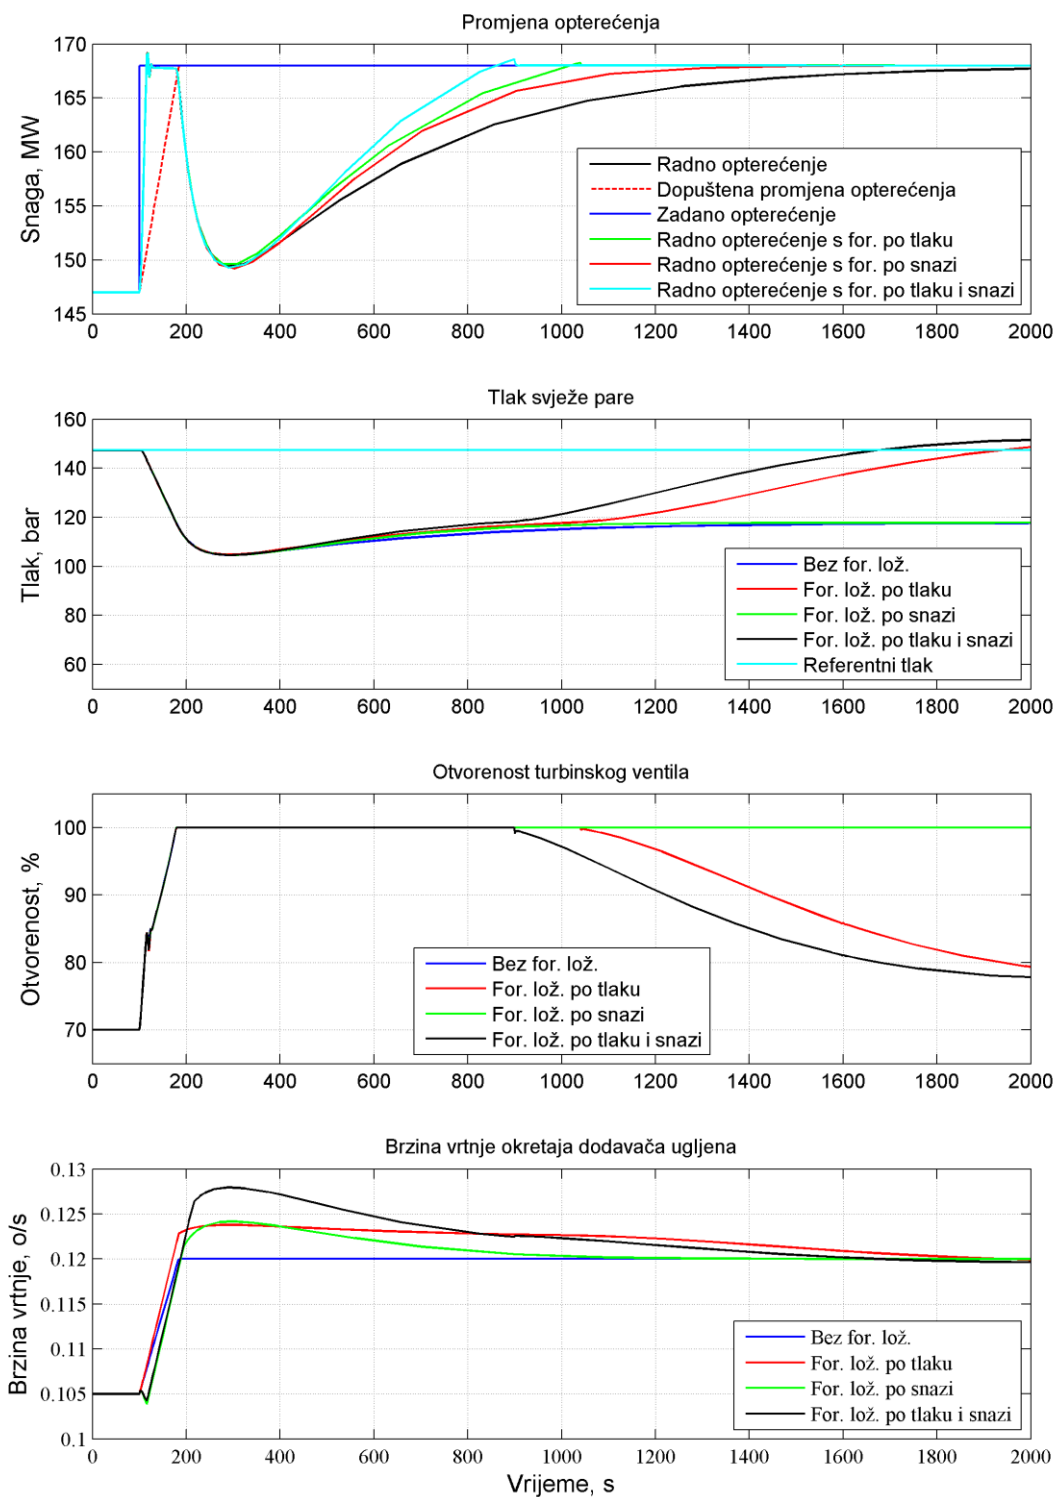 Promjena opterećenja
170
165
160
155
150
145
Snaga, MW
Radno opterećenje
Dopuštena promjena opterećenja
Zadano opterećenje
Radno opterećenje s for. po tlaku
Radno opterećenje s for. po snazi
Radno opterećenje s for. po tlaku i snazi
0 200 400 600 800 1000 1200 1400 1600 1800 2000
Tlak svježe pare
160
140
120
100
80
60
Tlak, bar
Bez for. lož.
For. lož. po tlaku
For. lož. po snazi
For. lož. po tlaku i snazi
Referentni tlak
0 200 400 600 800 1000 1200 1400 1600 1800 2000
Otvorenost turbinskog ventila
100
90
80
70
Otvorenost, %
Bez for. lož.
For. lož. po tlaku
For. lož. po snazi
For. lož. po tlaku i snazi
0 200 400 600 800 1000 1200 1400 1600 1800 2000
Brzina vrtnje okretaja dodavača ugljena
0.13
0.125
0.12
0.115
0.11
0.105
0.1
Brzina vrtnje, o/s
Bez for. lož.
For. lož. po tlaku
For. lož. po snazi
For. lož. po tlaku i snazi
0 200 400 600 800 1000 1200 1400 1600 1800 2000
Vrijeme, s